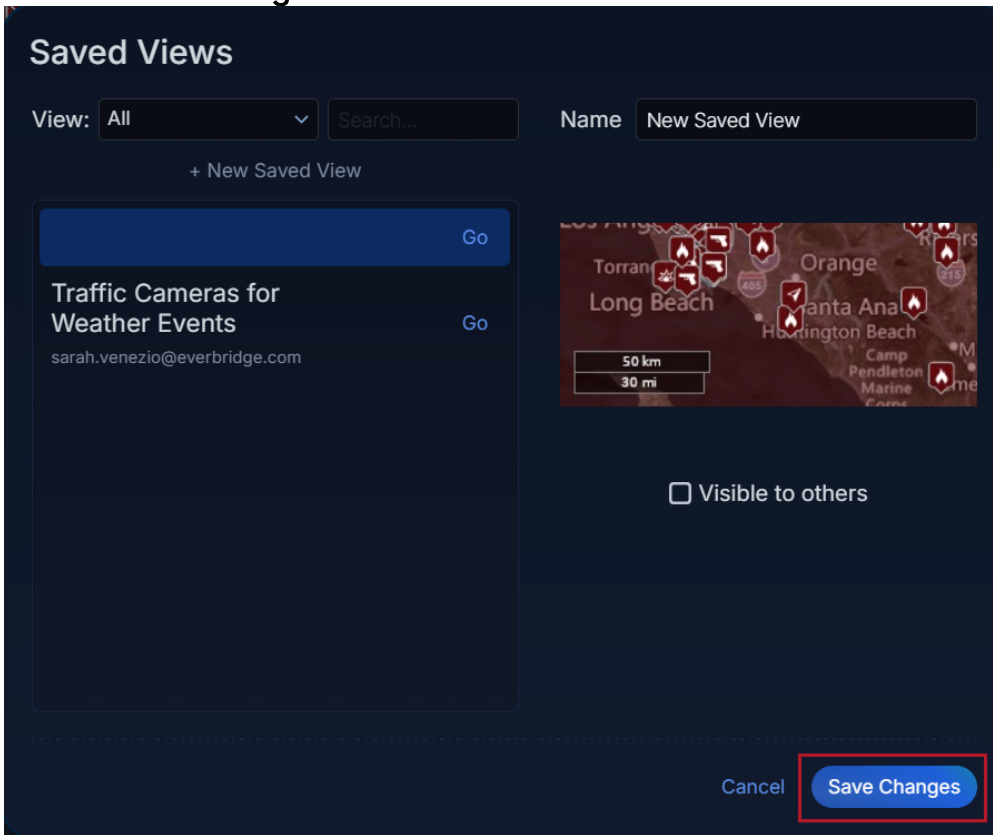 Saved Views
View: All Search... Name New Saved View
+ New Saved View
Go
Traffic Cameras for
Weather Events Go
sarah.venezio@everbridge.com
Torran
Orange
215
405
Long Beach
Santa Ana
Huntington Beach
Camp
Pendleton
Marine
Corps
50 km
30 mi
Visible to others
Cancel Save Changes